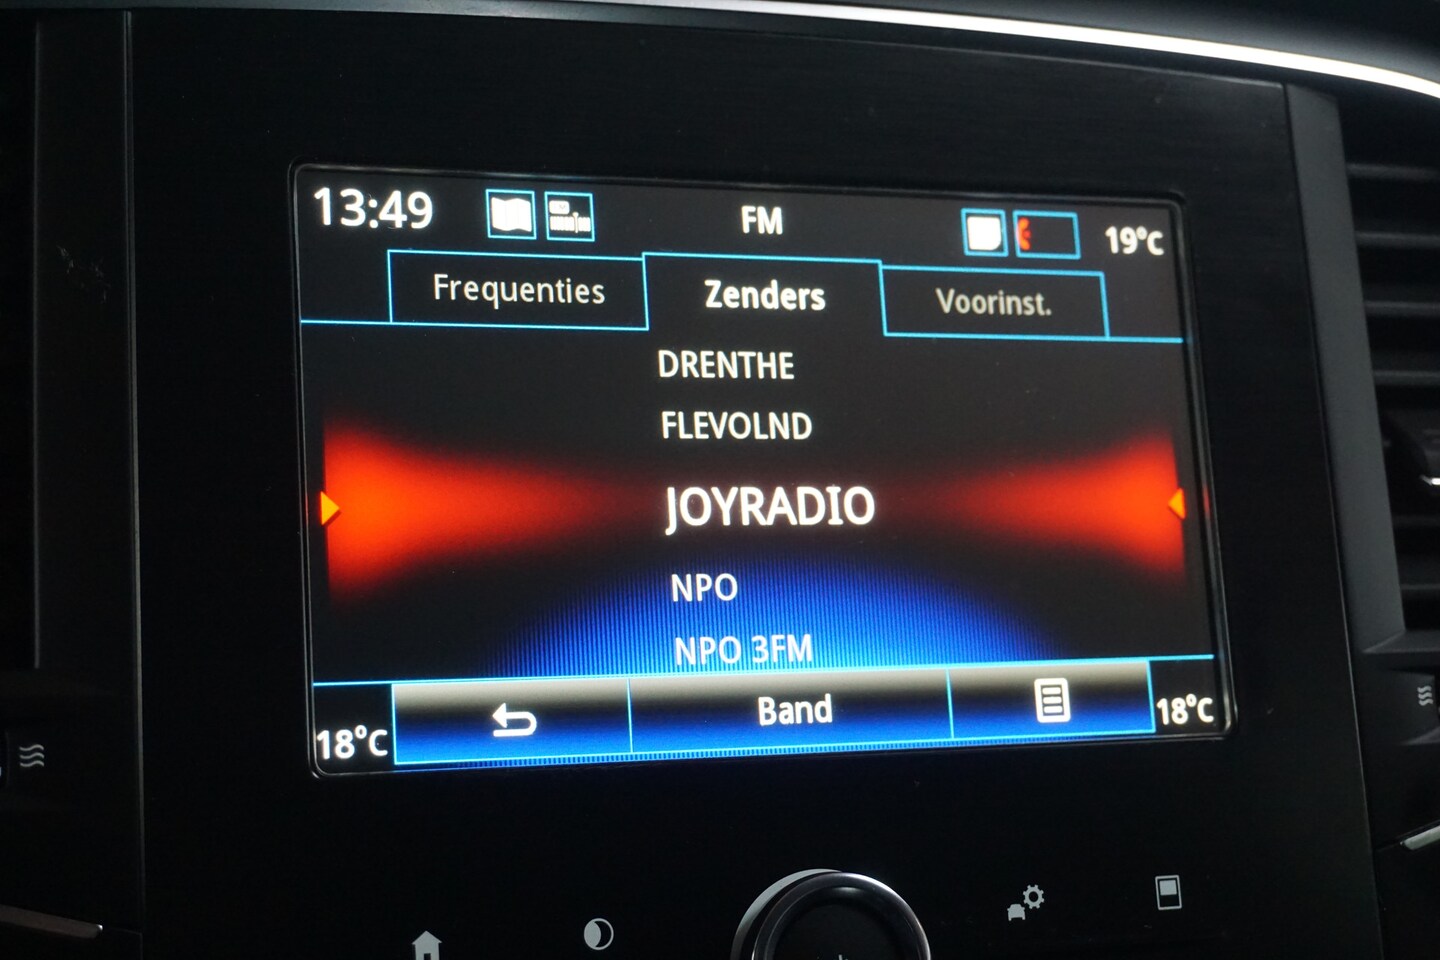 13:49 FM 19°C
Frequenties Zenders Voorinst.
DRENTHE
FLEVOLND
JOYRADIO
NPO
NPO 3FM
18°C Band 18°C